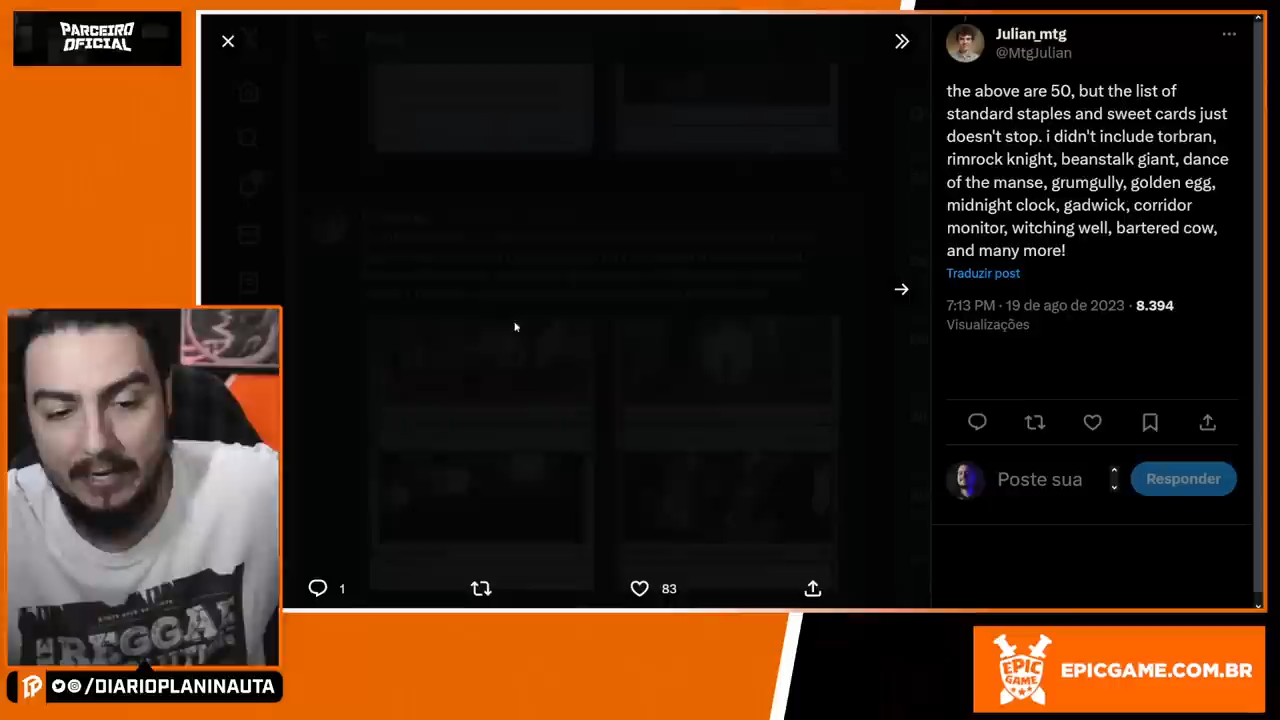 PARCEIRO
OFICIAL
Julian_mtg
@MtgJulian
the above are 50, but the list of
standard staples and sweet cards just
doesn't stop. i didn't include torbran,
rimrock knight, beanstalk giant, dance
of the manse, grumgully, golden egg,
midnight clock, gadwick, corridor
monitor, witching well, bartered cow,
and many more!
Traduzir post
7:13 PM · 19 de ago de 2023 · 8.394
Visualizações
Poste sua
Responder
1
83
REGGA
/DIARIOPLANINAUTA
EPIC
GAME
EPICGAME.COM.BR